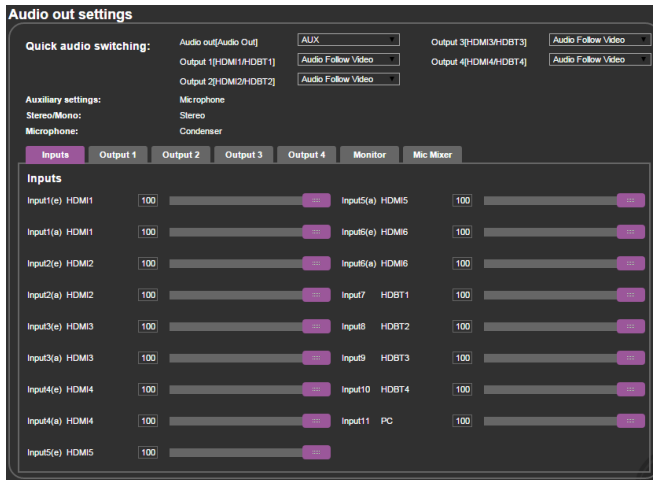 Audio out settings
Quick audio switching:
Audio out[Audio Out] AUX Output 3[HDMI3/HDBT3] Audio Follow Video
Output 1[HDMI1/HDBT1] Audio Follow Video Output 4[HDMI4/HDBT4] Audio Follow Video
Output 2[HDMI2/HDBT2] Audio Follow Video
Auxiliary settings: Microphone
Stereo/Mono: Stereo
Microphone: Condenser
Inputs Output 1 Output 2 Output 3 Output 4 Monitor Mic Mixer
Inputs
Input1(e) HDMI1 100 Input5(a) HDMI5 100
Input1(a) HDMI1 100 Input6(e) HDMI6 100
Input2(e) HDMI2 100 Input6(a) HDMI6 100
Input2(a) HDMI2 100 Input7 HDBT1 100
Input3(e) HDMI3 100 Input8 HDBT2 100
Input3(a) HDMI3 100 Input9 HDBT3 100
Input4(e) HDMI4 100 Input10 HDBT4 100
Input4(a) HDMI4 100 Input11 PC 100
Input5(e) HDMI5 100